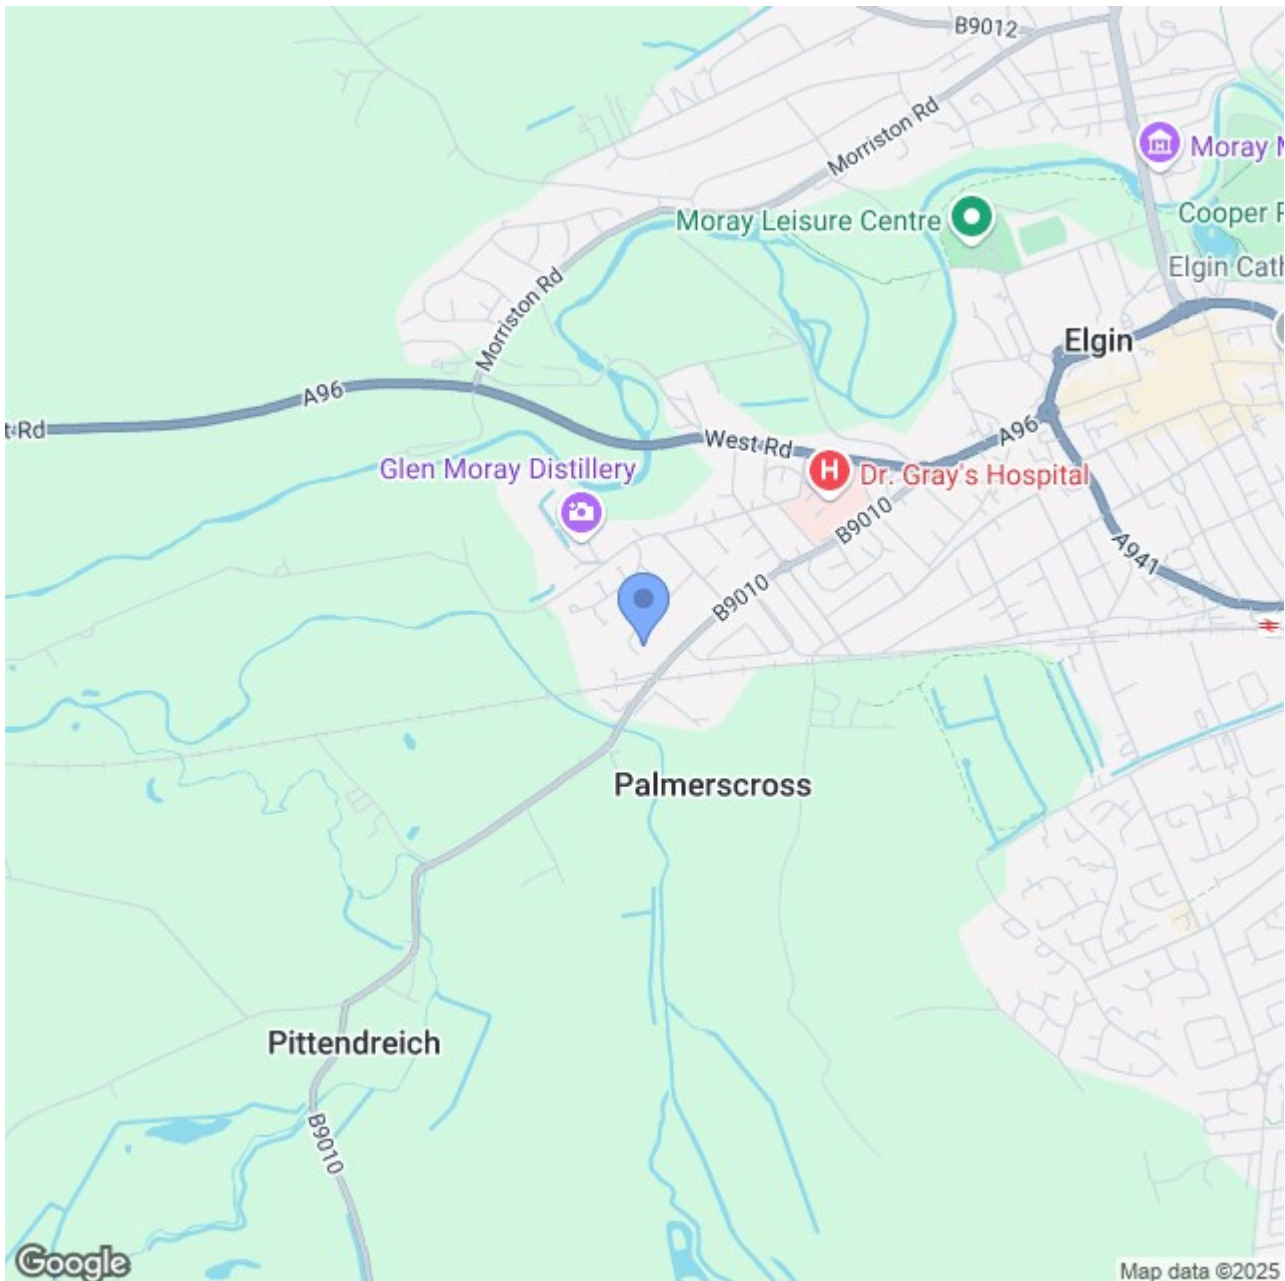 B9012
Morriston Rd
Moray M
Moray Leisure Centre
Cooper P
Elgin Cath
Morriston Rd
Elgin
A96
t Rd
West Rd
A96
Glen Moray Distillery
H
Dr. Gray's Hospital
B9010
A941
B9010
Palmerscross
Pittendreich
B9010
Google
Map data ©2025